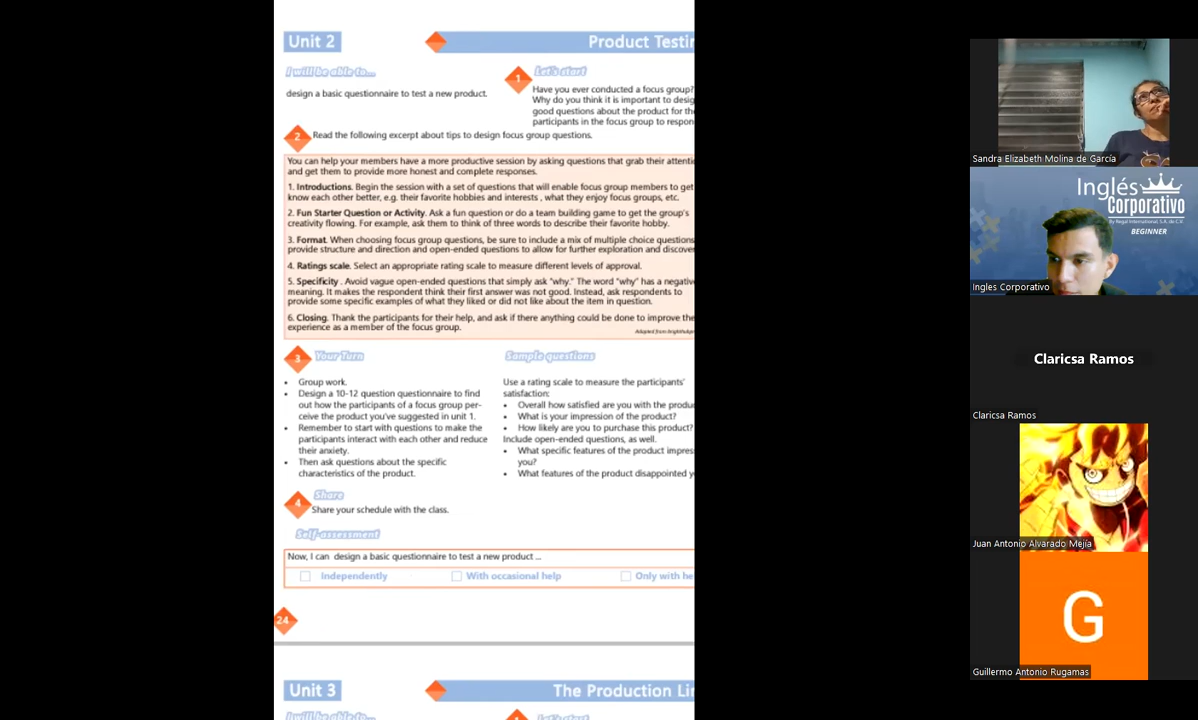 Unit 2
Product Testin
I will be able to...
design a basic questionnaire to test a new product.
1
Let's start
Have you ever conducted a focus group?
Why do you think it is important to desig
good questions about the product for the
participants in the focus group to respon
2
Read the following excerpt about tips to design focus group questions.
You can help your members have a more productive session by asking questions that grab their attenti
and get them to provide more honest and complete responses.
1. Introductions. Begin the session with a set of questions that will enable focus group members to get
know each other better, e.g. their favorite hobbies and interests , what they enjoy focus groups, etc.
2. Fun Starter Question or Activity. Ask a fun question or do a team building game to get the group's
creativity flowing. For example, ask them to think of three words to describe their favorite hobby.
3. Format. When choosing focus group questions, be sure to include a mix of multiple choice questions
provide structure and direction and open-ended questions to allow for further exploration and discover
4. Ratings scale. Select an appropriate rating scale to measure different levels of approval.
5. Specificity . Avoid vague open-ended questions that simply ask "why." The word "why" has a negative
meaning. It makes the respondent think their first answer was not good. Instead, ask respondents to
provide some specific examples of what they liked or did not like about the item in question.
6. Closing. Thank the participants for their help, and ask if there anything could be done to improve the
experience as a member of the focus group.
3
Your Turn
• Group work.
• Design a 10-12 question questionnaire to find
out how the participants of a focus group per-
ceive the product you've suggested in unit 1.
• Remember to start with questions to make the
participants interact with each other and reduce
their anxiety.
• Then ask questions about the specific
characteristics of the product.
Sample questions
Use a rating scale to measure the participants'
satisfaction:
• Overall how satisfied are you with the produ
• What is your impression of the product?
• How likely are you to purchase this product?
Include open-ended questions, as well.
• What specific features of the product impres
you?
• What features of the product disappointed y
4
Share
Share your schedule with the class.
Self-assessment
Now, I can design a basic questionnaire to test a new product ...
Independently
With occasional help
Only with he
24
Unit 3
The Production Li
I will be able to...
1
Let's start
Sandra Elizabeth Molina de García
Inglés
Corporativo
By Regal International, S.A. de C.V.
BEGINNER
Ingles Corporativo
Claricsa Ramos
Claricsa Ramos
Juan Antonio Alvarado Mejía
G
Guillermo Antonio Rugamas